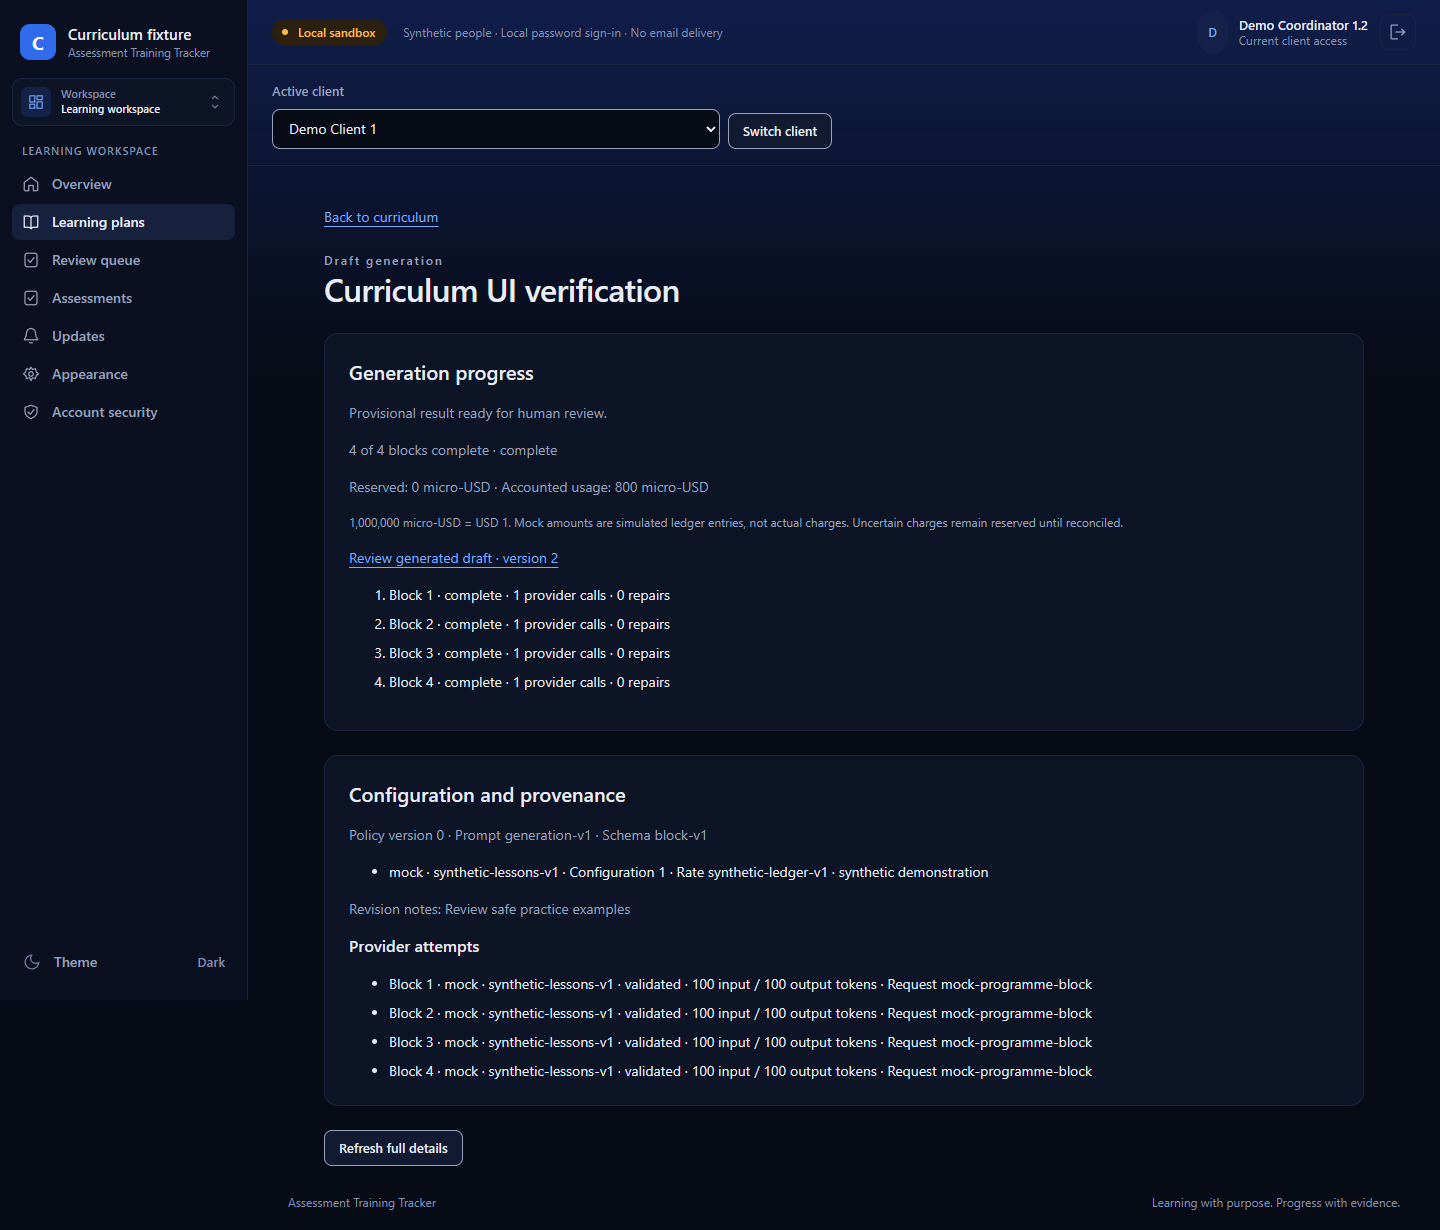 C
Curriculum fixture
Assessment Training Tracker
Workspace
Learning workspace
LEARNING WORKSPACE
Overview
Learning plans
Review queue
Assessments
Updates
Appearance
Account security
Theme
Dark
Local sandbox
Synthetic people · Local password sign-in · No email delivery
D
Demo Coordinator 1.2
Current client access
Active client
Demo Client 1
Switch client
Back to curriculum
Draft generation
Curriculum UI verification
Generation progress
Provisional result ready for human review.
4 of 4 blocks complete · complete
Reserved: 0 micro-USD · Accounted usage: 800 micro-USD
1,000,000 micro-USD = USD 1. Mock amounts are simulated ledger entries, not actual charges. Uncertain charges remain reserved until reconciled.
Review generated draft · version 2
1. Block 1 · complete · 1 provider calls · 0 repairs
2. Block 2 · complete · 1 provider calls · 0 repairs
3. Block 3 · complete · 1 provider calls · 0 repairs
4. Block 4 · complete · 1 provider calls · 0 repairs
Configuration and provenance
Policy version 0 · Prompt generation-v1 · Schema block-v1
• mock · synthetic-lessons-v1 · Configuration 1 · Rate synthetic-ledger-v1 · synthetic demonstration
Revision notes: Review safe practice examples
Provider attempts
• Block 1 · mock · synthetic-lessons-v1 · validated · 100 input / 100 output tokens · Request mock-programme-block
• Block 2 · mock · synthetic-lessons-v1 · validated · 100 input / 100 output tokens · Request mock-programme-block
• Block 3 · mock · synthetic-lessons-v1 · validated · 100 input / 100 output tokens · Request mock-programme-block
• Block 4 · mock · synthetic-lessons-v1 · validated · 100 input / 100 output tokens · Request mock-programme-block
Refresh full details
Assessment Training Tracker
Learning with purpose. Progress with evidence.